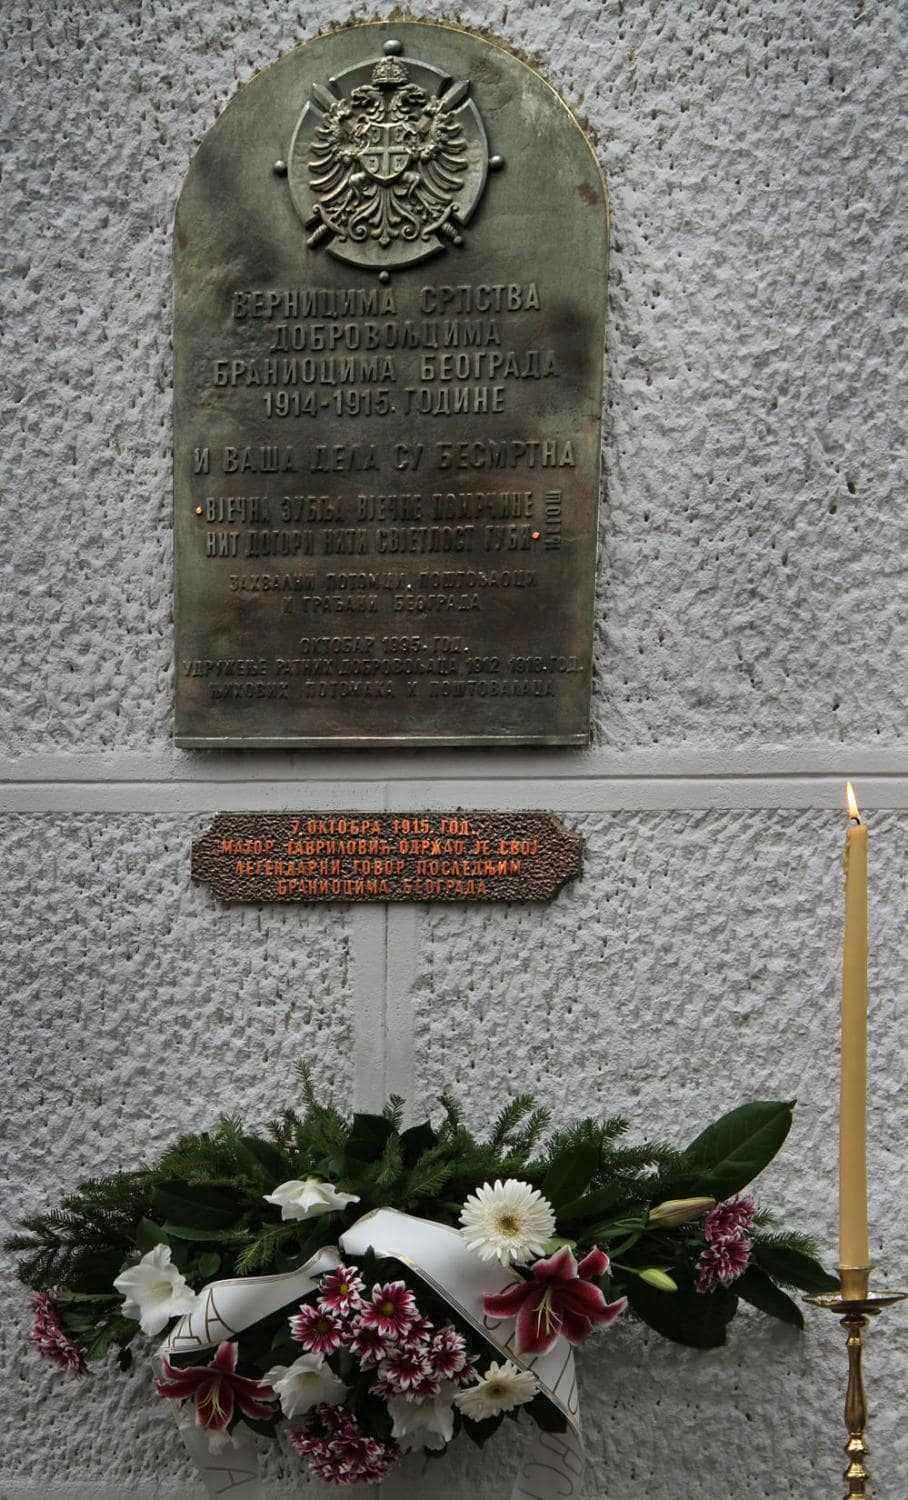 ВЕРНИЦИМА СРПСТВА
ДОБРОВОЉЦИМА
БРАНИОЦИМА БЕОГРАДА
1914-1915. ГОДИНЕ
И ВАША ДЕЛА СУ БЕСМРТНА
ВЈЕЧНА ЗУБЉА ВЈЕЧНЕ ПОМРЧИНЕ
НИТ ДОГОРИ НИТИ СВЈЕТЛОСТ ГУБИ
ЗАХВАЛНИ ПОТОМЦИ, ПОШТОВАОЦИ
И ГРАЂАНИ БЕОГРАДА
ОКТОБАР 1995. ГОД.
УДРУЖЕЊЕ РАТНИХ ДОБРОВОЉАЦА 1912-1918. ГОД.
ЊИХОВИХ ПОТОМАКА И ПОШТОВАЛАЦА
7. ОКТОБРА 1915. ГОД.
МАЈОР ГАВРИЛОВИЋ ОДРЖАО ЈЕ СВОЈ
ЛЕГЕНДАРНИ ГОВОР ПОСЛЕДЊИМ
БРАНИОЦИМА БЕОГРАДА